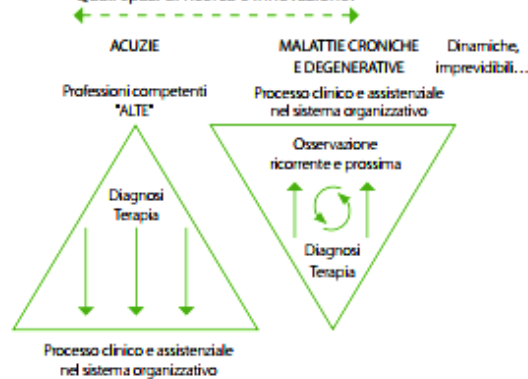 ACUZIE
MALATTIE CRONICHE
E DEGENERATIVE
Dinamiche,
imprevidibili...
Professioni competenti
"ALTE"
Processo clinico e assistenziale
nel sistema organizzativo
Osservazione
ricorrente e prossima
Diagnosi
Terapia
Diagnosi
Terapia
Processo clinico e assistenziale
nel sistema organizzativo